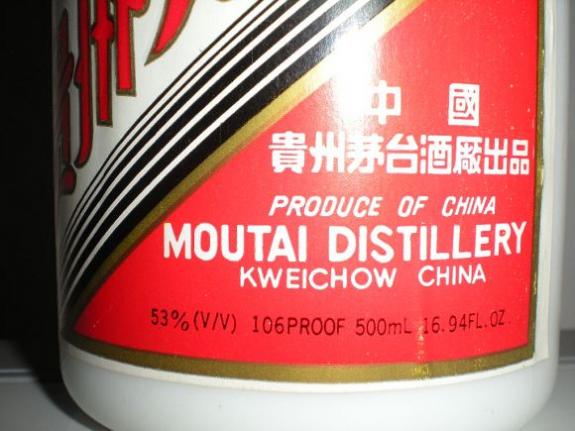 中 國
貴州茅台酒廠出品
PRODUCE OF CHINA
MOUTAI DISTILLERY
KWEICHOW CHINA
53%(V/V) 106PROOF 500mL 16.94FL.OZ.